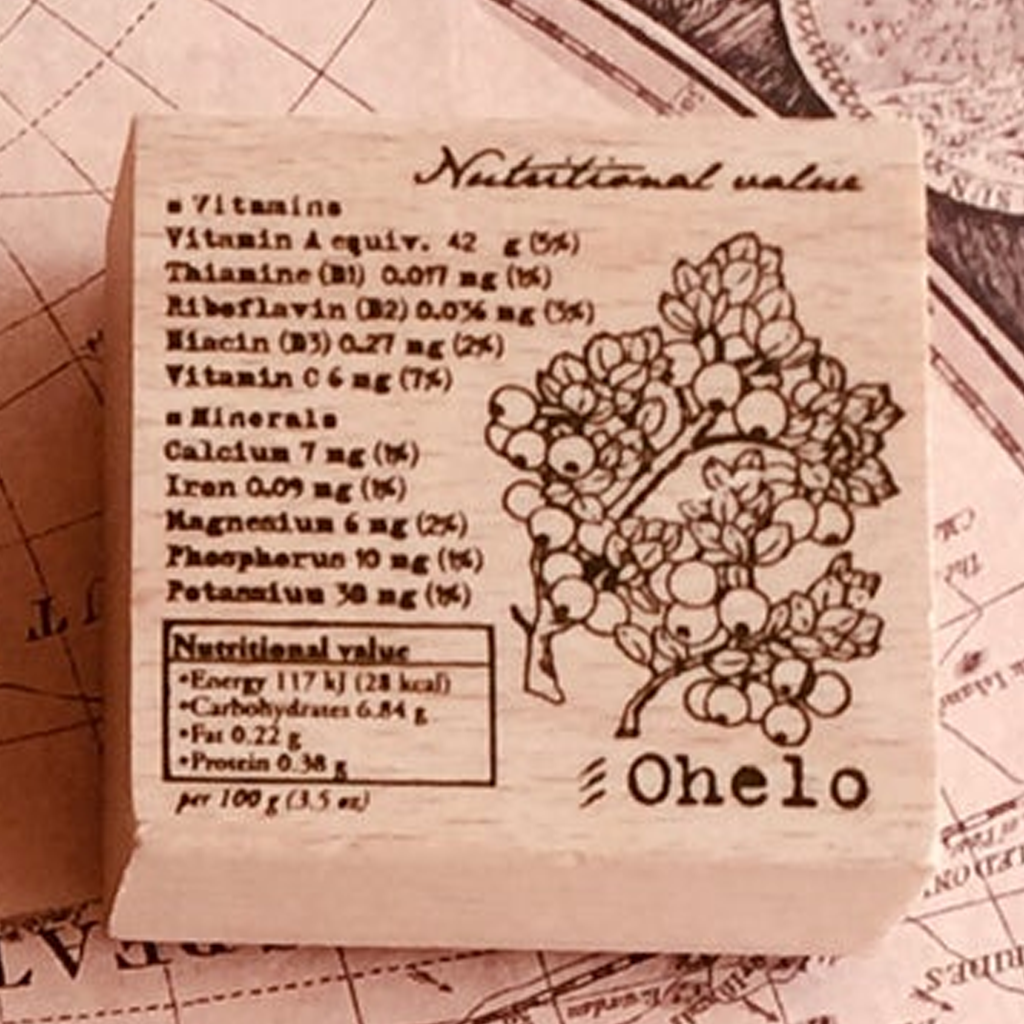 Nutritional value
Vitamins
Vitamin A equiv. 42 g (5%)
Thiamine (B1) 0.017 mg (1%)
Riboflavin (B2) 0.036 mg (3%)
Niacin (B3) 0.27 mg (2%)
Vitamin C 6 mg (7%)
Minerals
Calcium 7 mg (1%)
Iron 0.09 mg (1%)
Magnesium 6 mg (2%)
Phosphorus 10 mg (1%)
Potassium 38 mg (1%)
Nutritional value
•Energy 117 kJ (28 kcal)
•Carbohydrates 6.84 g
•Fat 0.22 g
•Protein 0.38 g
per 100 g (3.5 oz)
Ohelo